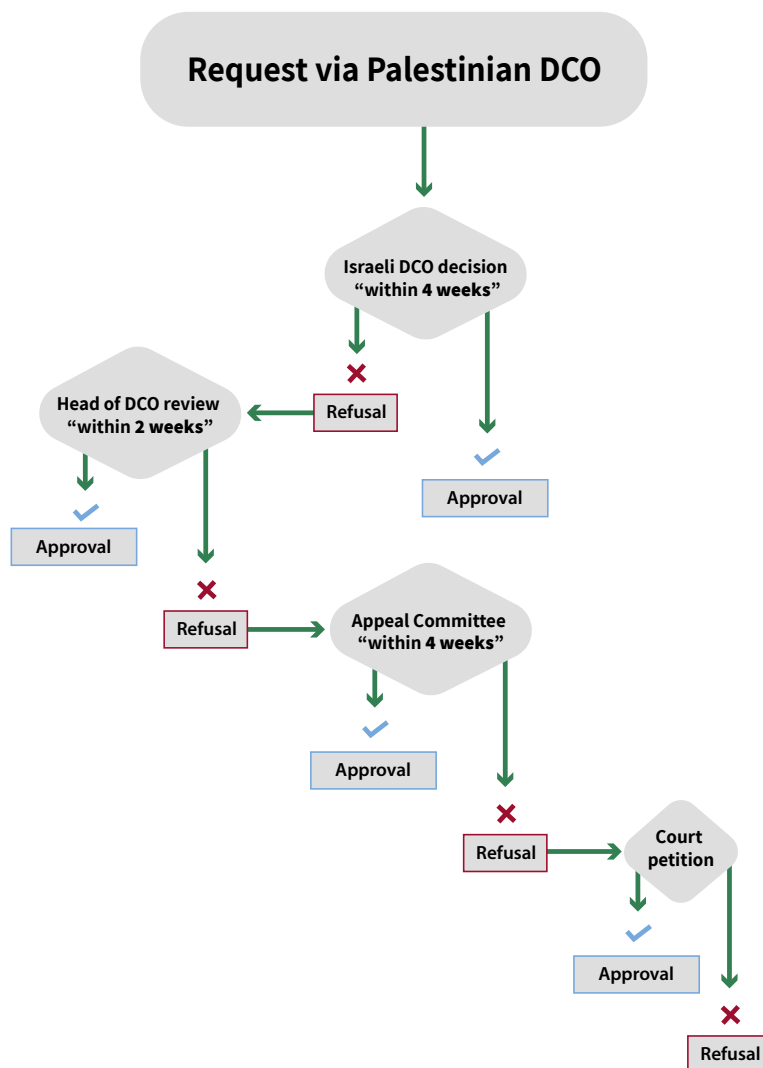 Request via Palestinian DCO
Israeli DCO decision
“within 4 weeks”
Refusal
Approval
Head of DCO review
“within 2 weeks”
Approval
Refusal
Appeal Committee
“within 4 weeks”
Approval
Refusal
Court
petition
Approval
Refusal